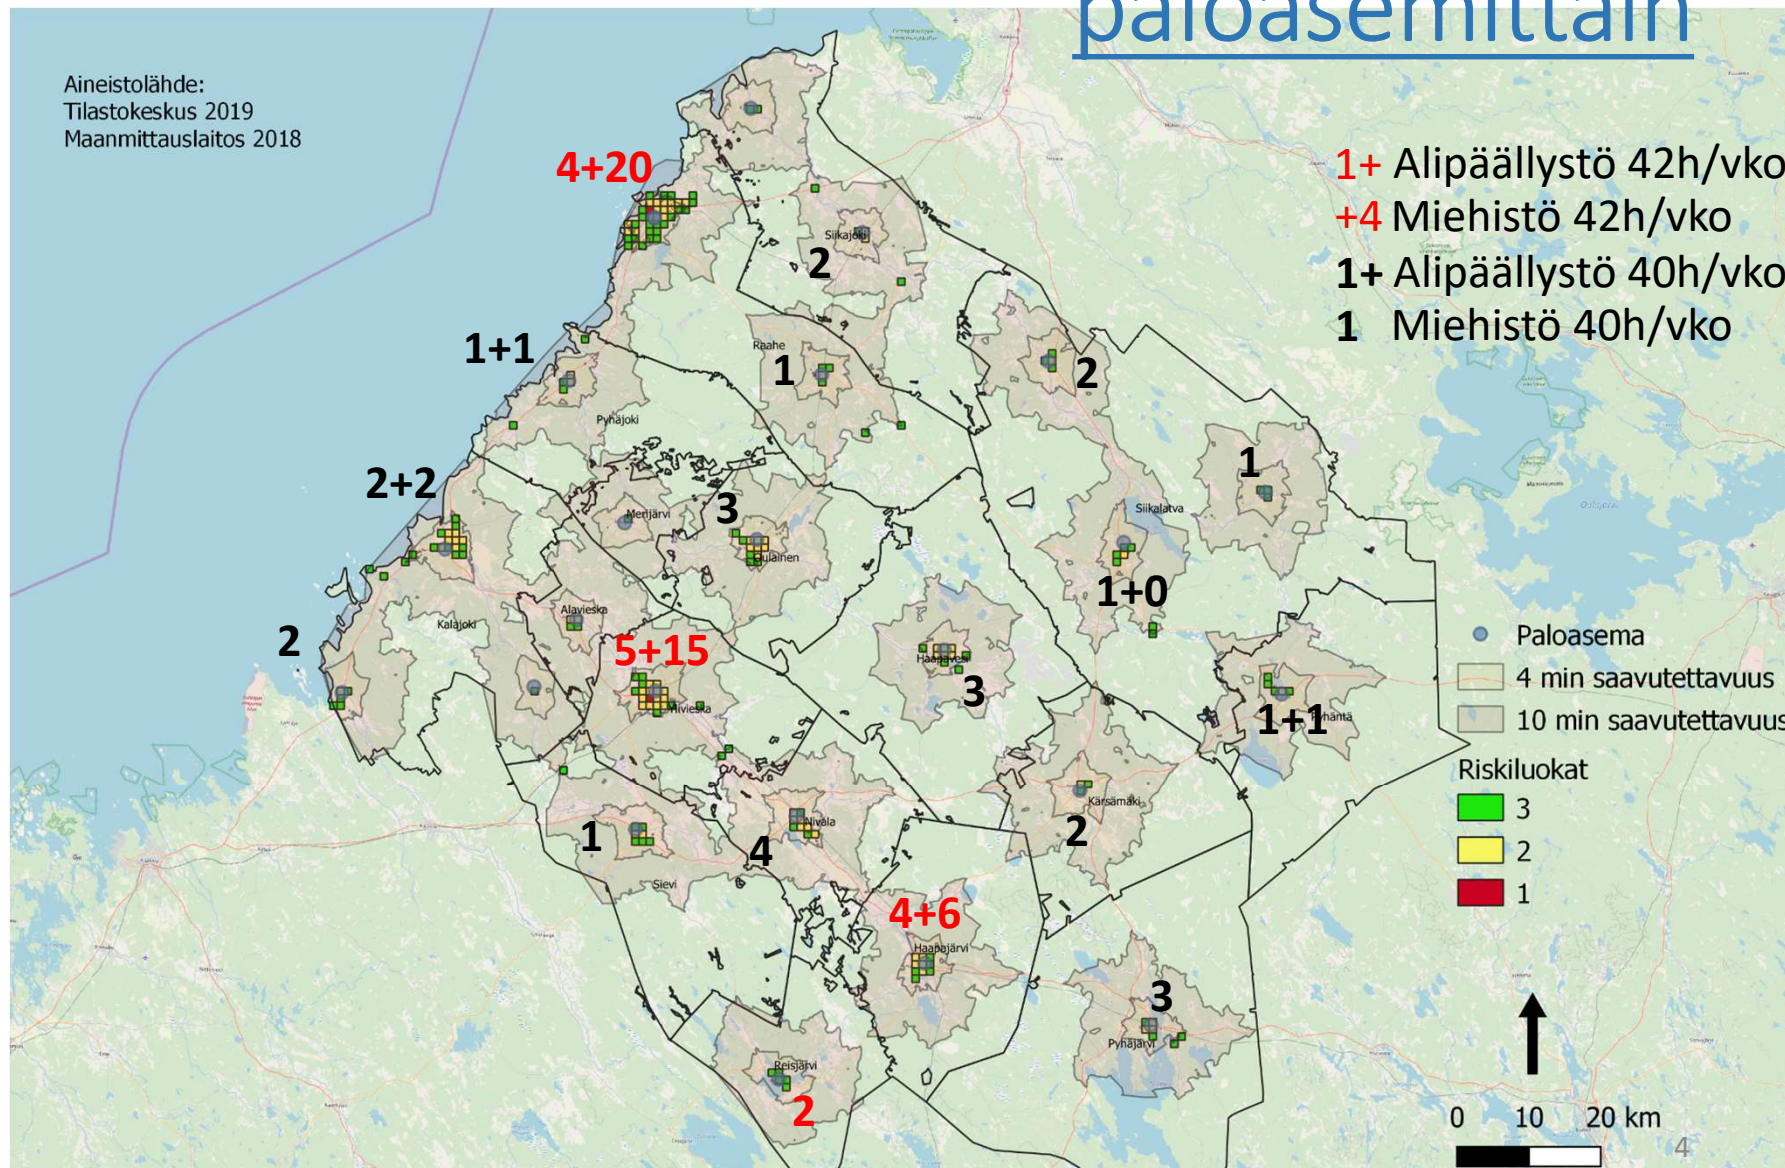 paloasemittain
Aineistolähde:
Tilastokeskus 2019
Maanmittauslaitos 2018
1+ Alipäällystö 42h/vko
+4 Miehistö 42h/vko
1+ Alipäällystö 40h/vko
1 Miehistö 40h/vko
4+20
Siikajoki
2
1+1
Raahe
1
2
Pyhäjoki
2+2
3
1
Merijärvi
Siikalatva
Oulainen
1+0
Alavieska
Kalajoki
2
5+15
Haapavesi
3
Ylivieska
1+1
Pyhäntä
Kärsämäki
2
1
Nivala
4
Sievi
4+6
Haapajärvi
3
Pyhäjärvi
Reisjärvi
2
Paloasema
4 min saavutettavuus
10 min saavutettavuus
Riskiluokat
3
2
1
0 10 20 km
4